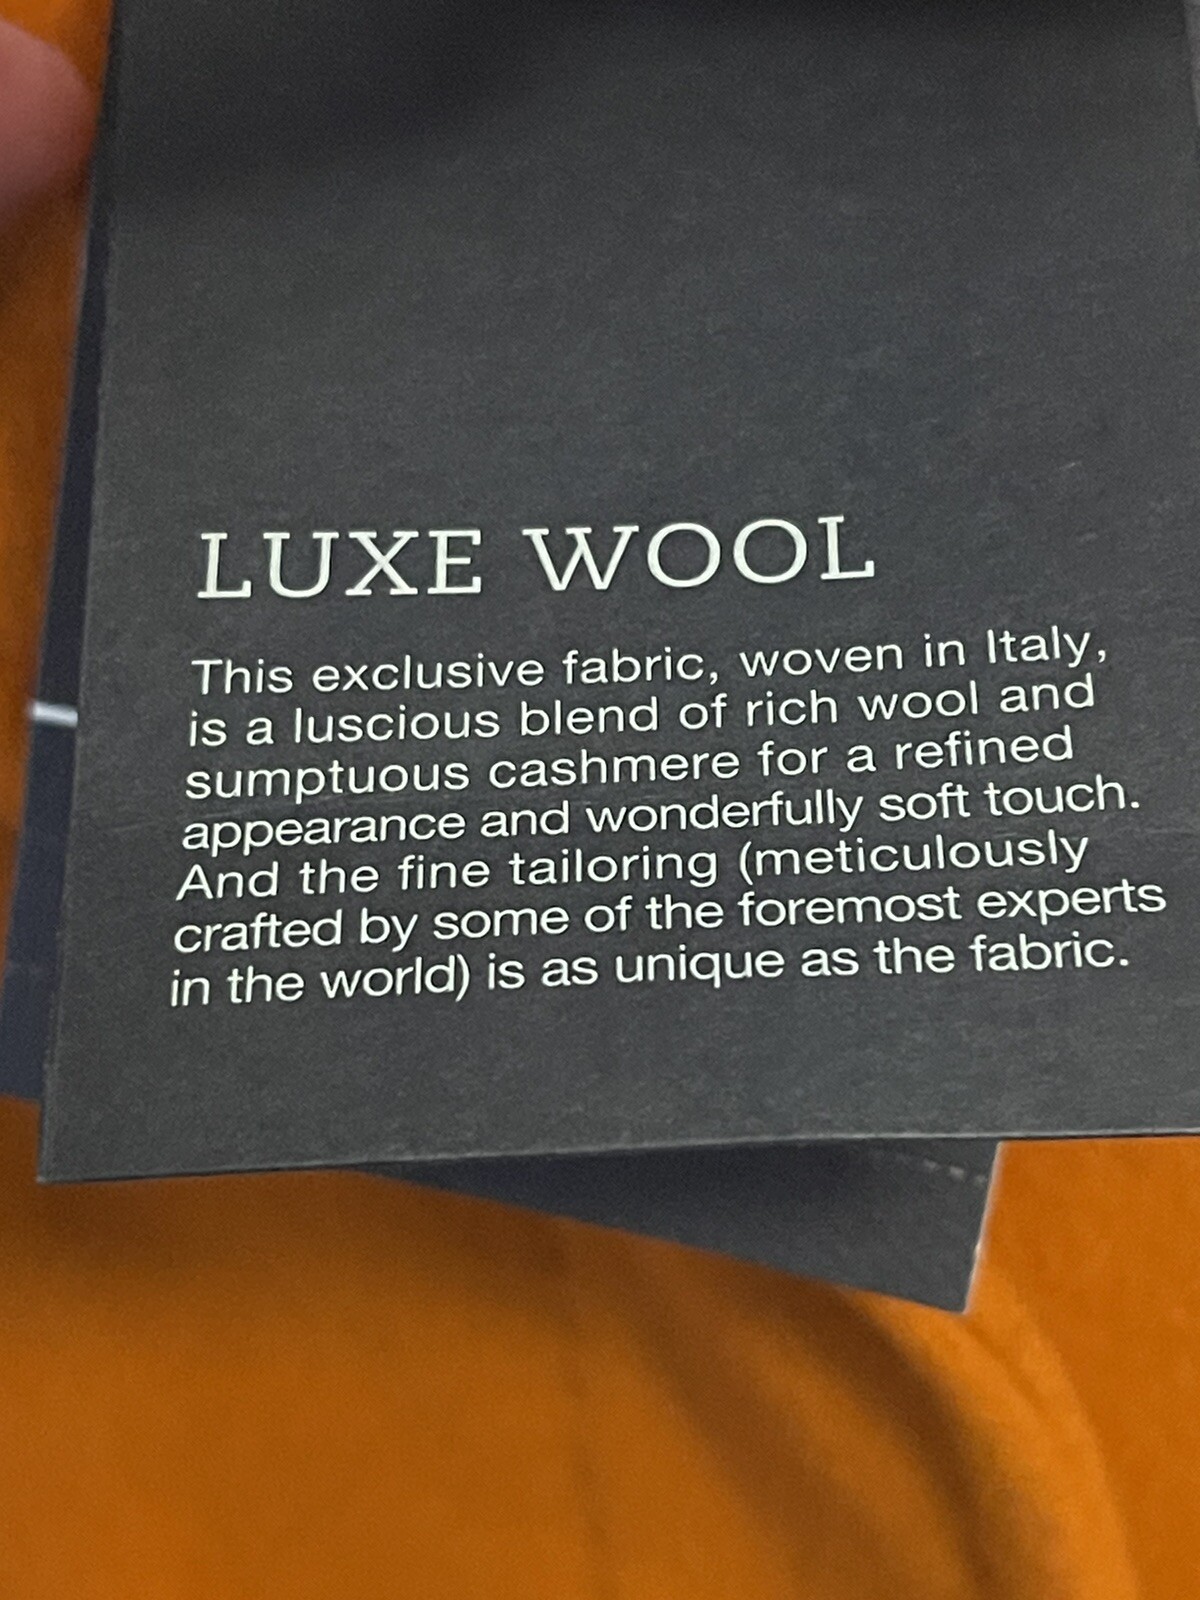 LUXE WOOL
This exclusive fabric, woven in Italy,
is a luscious blend of rich wool and
sumptuous cashmere for a refined
appearance and wonderfully soft touch.
And the fine tailoring (meticulously
crafted by some of the foremost experts
in the world) is as unique as the fabric.